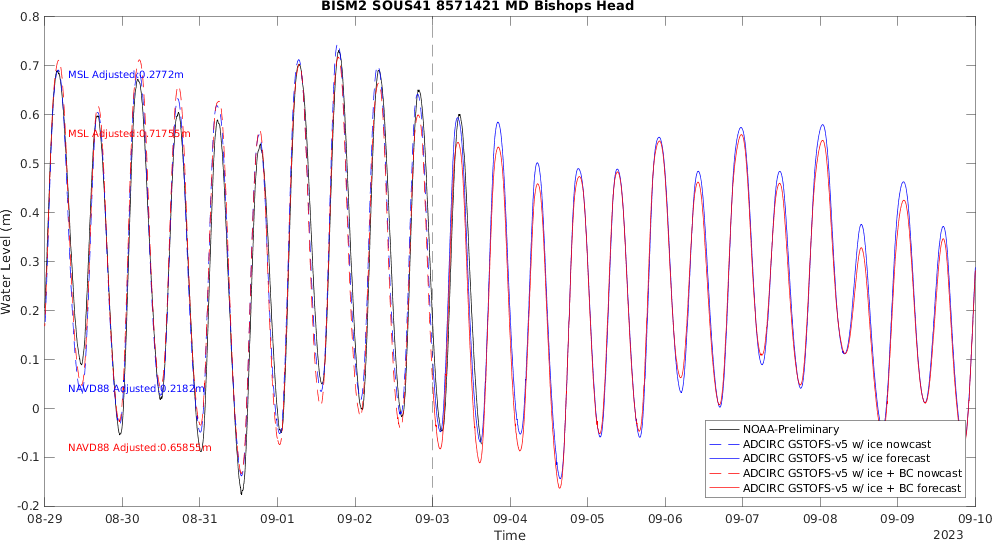 BISM2 SOUS41 8571421 MD Bishops Head
Water Level (m)
0.8
0.7
0.6
0.5
0.4
0.3
0.2
0.1
0
-0.1
-0.2
MSL Adjusted:0.2772m
MSL Adjusted:0.71755m
NAVD88 Adjusted:0.2182m
NAVD88 Adjusted:0.65855m
NOAA-Preliminary
ADCIRC GSTOFS-v5 w/ ice nowcast
ADCIRC GSTOFS-v5 w/ ice forecast
ADCIRC GSTOFS-v5 w/ ice + BC nowcast
ADCIRC GSTOFS-v5 w/ ice + BC forecast
08-29 08-30 08-31 09-01 09-02 09-03 09-04 09-05 09-06 09-07 09-08 09-09 09-10
Time
2023